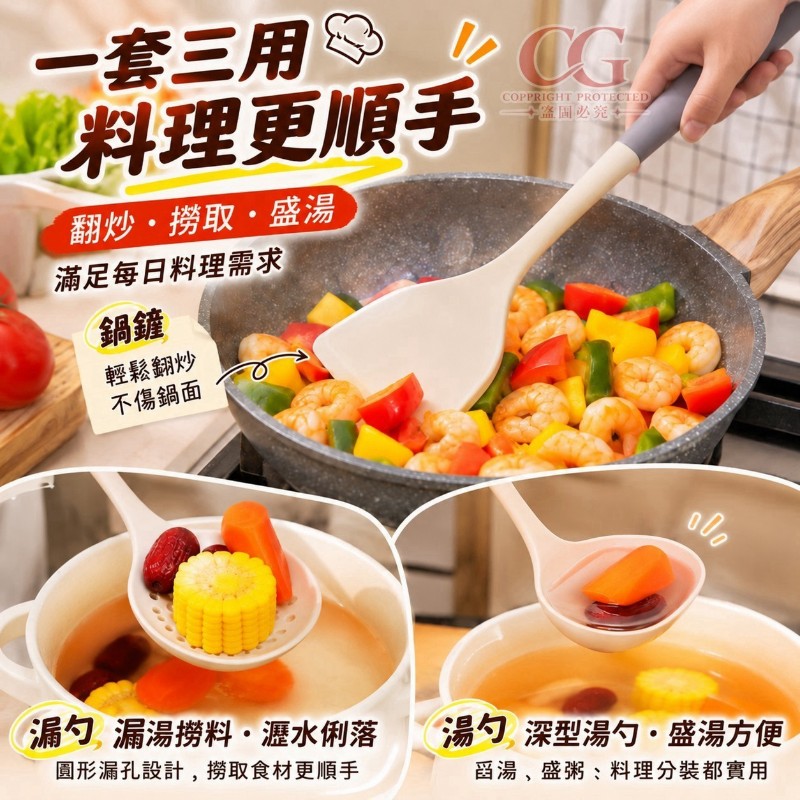 一套三用
料理更順手
翻炒·撈取·盛湯
滿足每日料理需求
CG
COPPRIGHT PROTECTED
盗图必究
鍋鏟
輕鬆翻炒
不傷鍋面
漏勺 漏湯撈料·瀝水俐落
圓形漏孔設計，撈取食材更順手
湯勺 深型湯勺·盛湯方便
舀湯、盛粥；料理分裝都實用